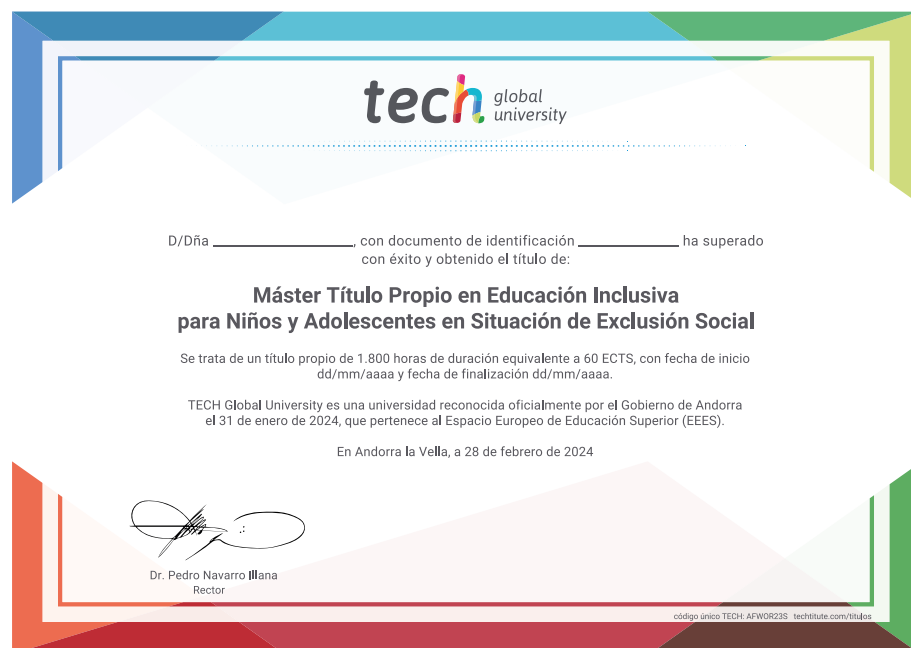 tech global university
D/Dña ____________________, con documento de identificación ______________ ha superado
con éxito y obtenido el título de:
Máster Título Propio en Educación Inclusiva
para Niños y Adolescentes en Situación de Exclusión Social
Se trata de un título propio de 1.800 horas de duración equivalente a 60 ECTS, con fecha de inicio
dd/mm/aaaa y fecha de finalización dd/mm/aaaa.
TECH Global University es una universidad reconocida oficialmente por el Gobierno de Andorra
el 31 de enero de 2024, que pertenece al Espacio Europeo de Educación Superior (EEES).
En Andorra la Vella, a 28 de febrero de 2024
Dr. Pedro Navarro Illana
Rector
código único TECH: AFWOR23S techtitute.com/titulos